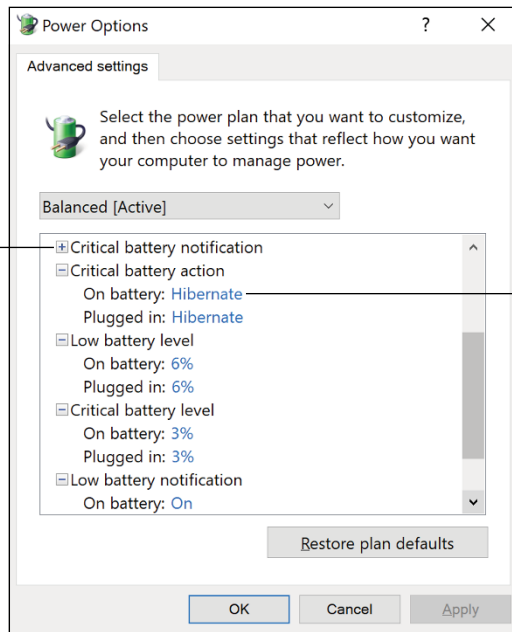 Power Options
?
Advanced settings
Select the power plan that you want to customize,
and then choose settings that reflect how you want
your computer to manage power.
Balanced [Active]
Critical battery notification
Critical battery action
On battery: Hibernate
Plugged in: Hibernate
Low battery level
On battery: 6%
Plugged in: 6%
Critical battery level
On battery: 3%
Plugged in: 3%
Low battery notification
On battery: On
Restore plan defaults
OK Cancel Apply